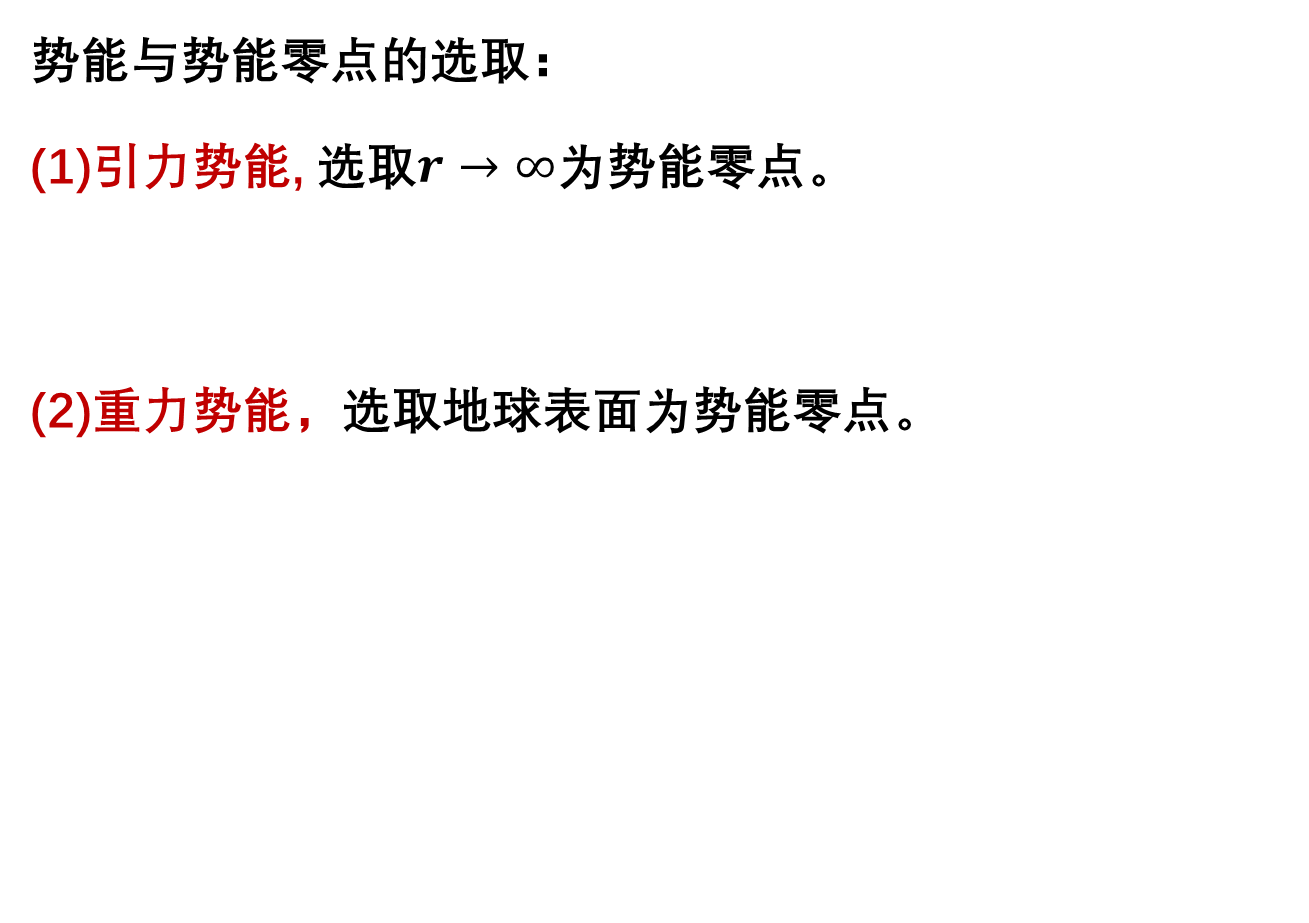 势能与势能零点的选取：
(1)引力势能, 选取r → ∞为势能零点。
(2)重力势能，选取地球表面为势能零点。